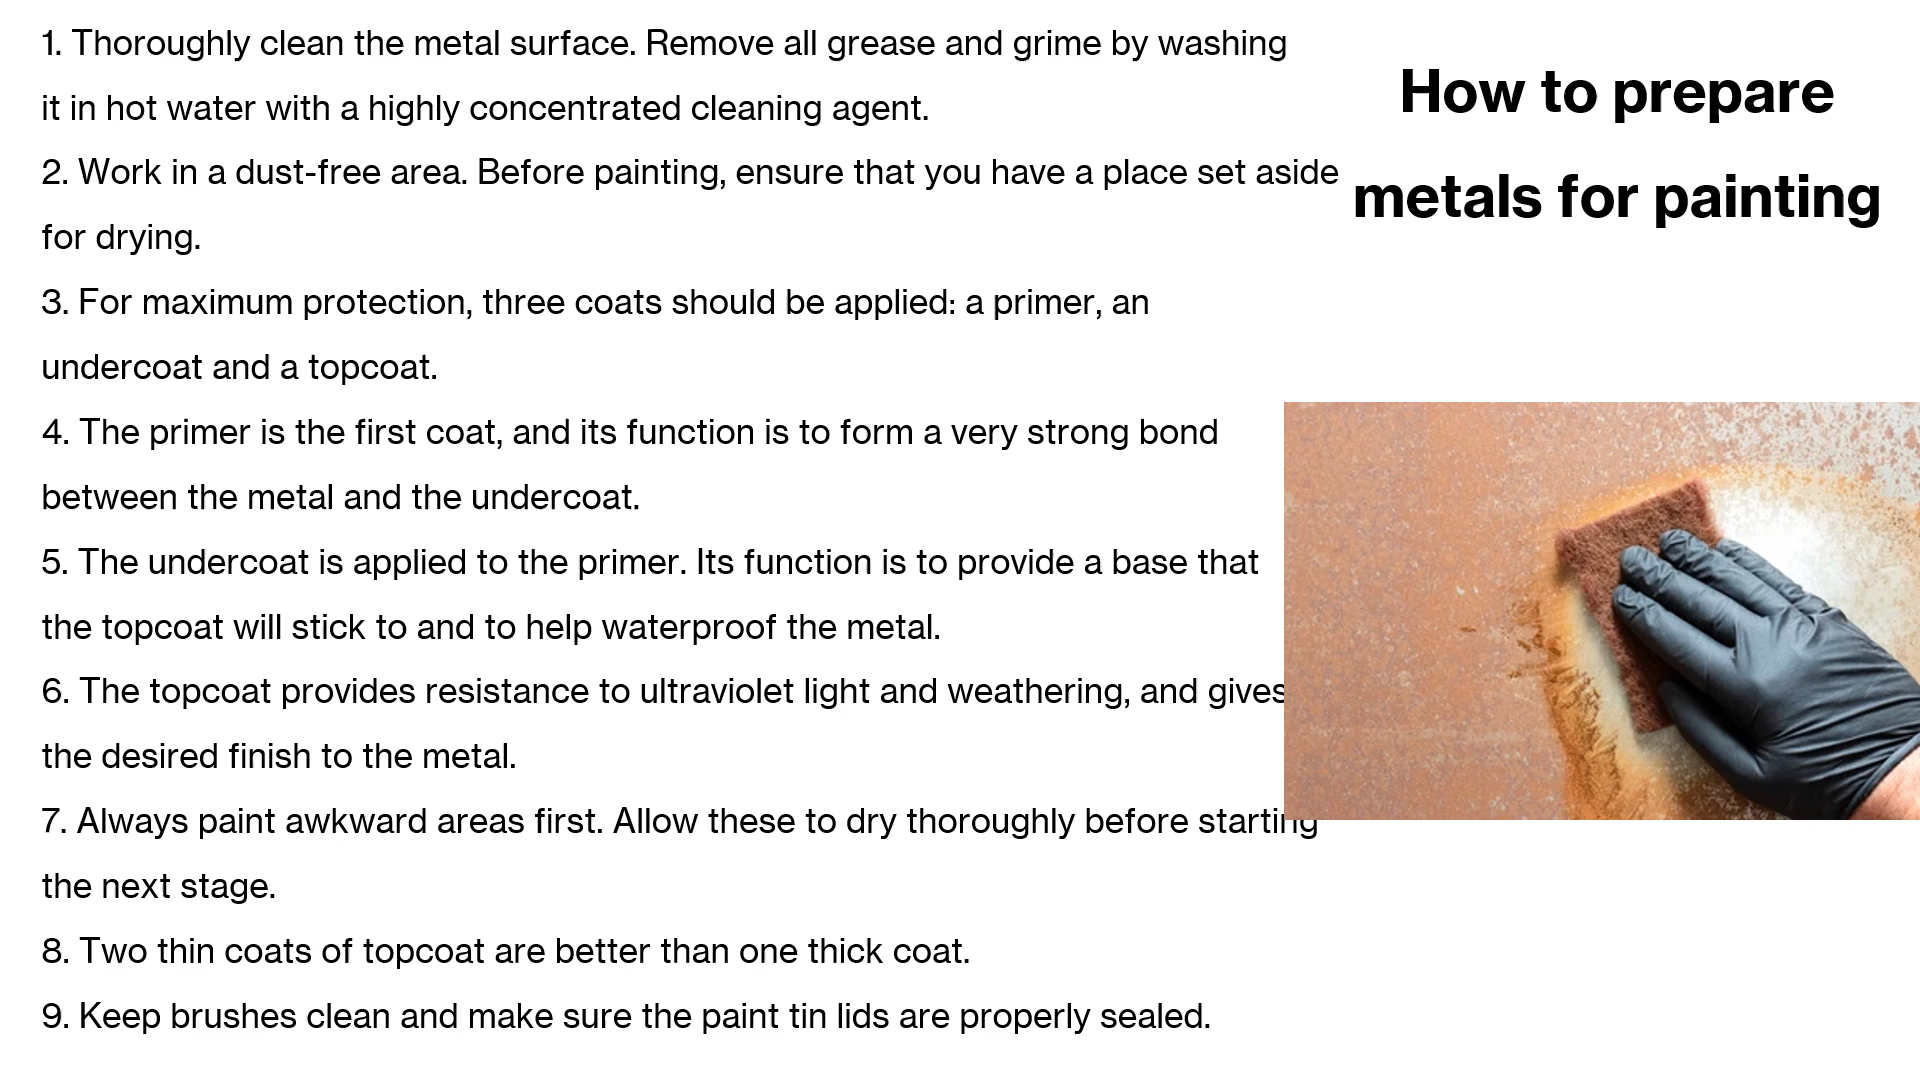 1. Thoroughly clean the metal surface. Remove all grease and grime by washing
it in hot water with a highly concentrated cleaning agent.
2. Work in a dust-free area. Before painting, ensure that you have a place set aside
for drying.
3. For maximum protection, three coats should be applied: a primer, an
undercoat and a topcoat.
4. The primer is the first coat, and its function is to form a very strong bond
between the metal and the undercoat.
5. The undercoat is applied to the primer. Its function is to provide a base that
the topcoat will stick to and to help waterproof the metal.
6. The topcoat provides resistance to ultraviolet light and weathering, and gives
the desired finish to the metal.
7. Always paint awkward areas first. Allow these to dry thoroughly before starting
the next stage.
8. Two thin coats of topcoat are better than one thick coat.
9. Keep brushes clean and make sure the paint tin lids are properly sealed.
How to prepare
metals for painting